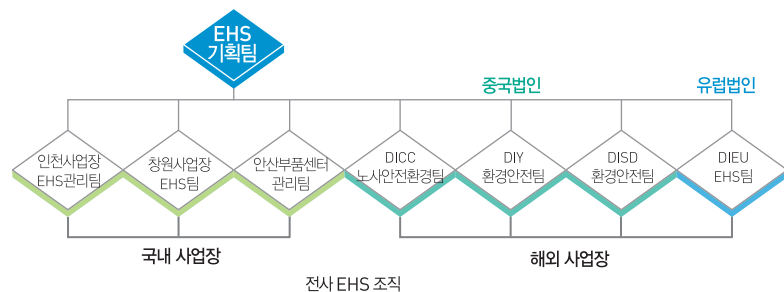 EHS
기획팀
중국법인
유럽법인
인천사업장
EHS관리팀
창원사업장
EHS팀
안산부품센터
관리팀
DICC
노사안전환경팀
DIY
환경안전팀
DISD
환경안전팀
DIEU
EHS팀
국내 사업장
해외 사업장
전사 EHS 조직